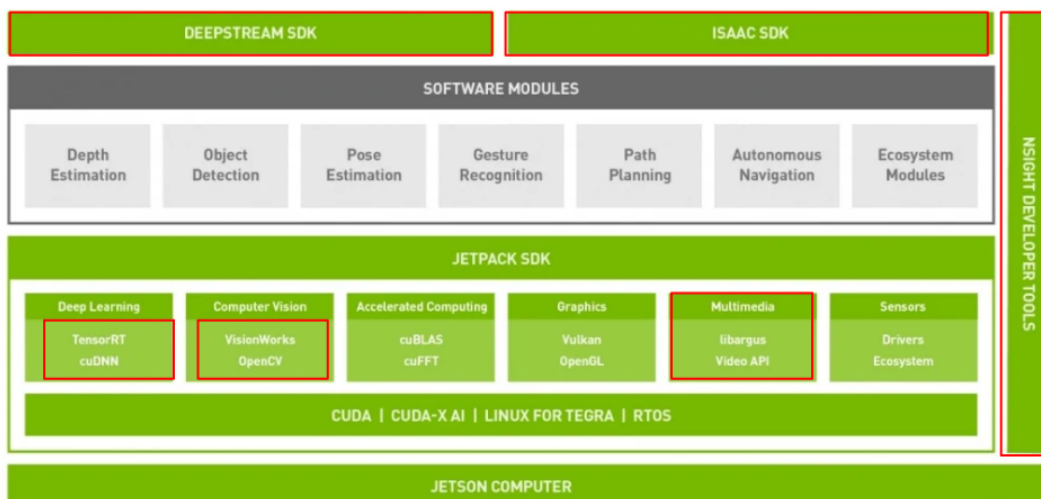 DEEPSTREAM SDK
ISAAC SDK
SOFTWARE MODULES
Depth
Estimation
Object
Detection
Pose
Estimation
Gesture
Recognition
Path
Planning
Autonomous
Navigation
Ecosystem
Modules
JETPACK SDK
Deep Learning
TensorRT
cuDNN
Computer Vision
VisionWorks
OpenCV
Accelerated Computing
cuBLAS
cuFFT
Graphics
Vulkan
OpenGL
Multimedia
libargus
Video API
Sensors
Drivers
Ecosystem
CUDA | CUDA-X AI | LINUX FOR TEGRA | RTOS
JETSON COMPUTER
NSIGHT DEVELOPER TOOLS